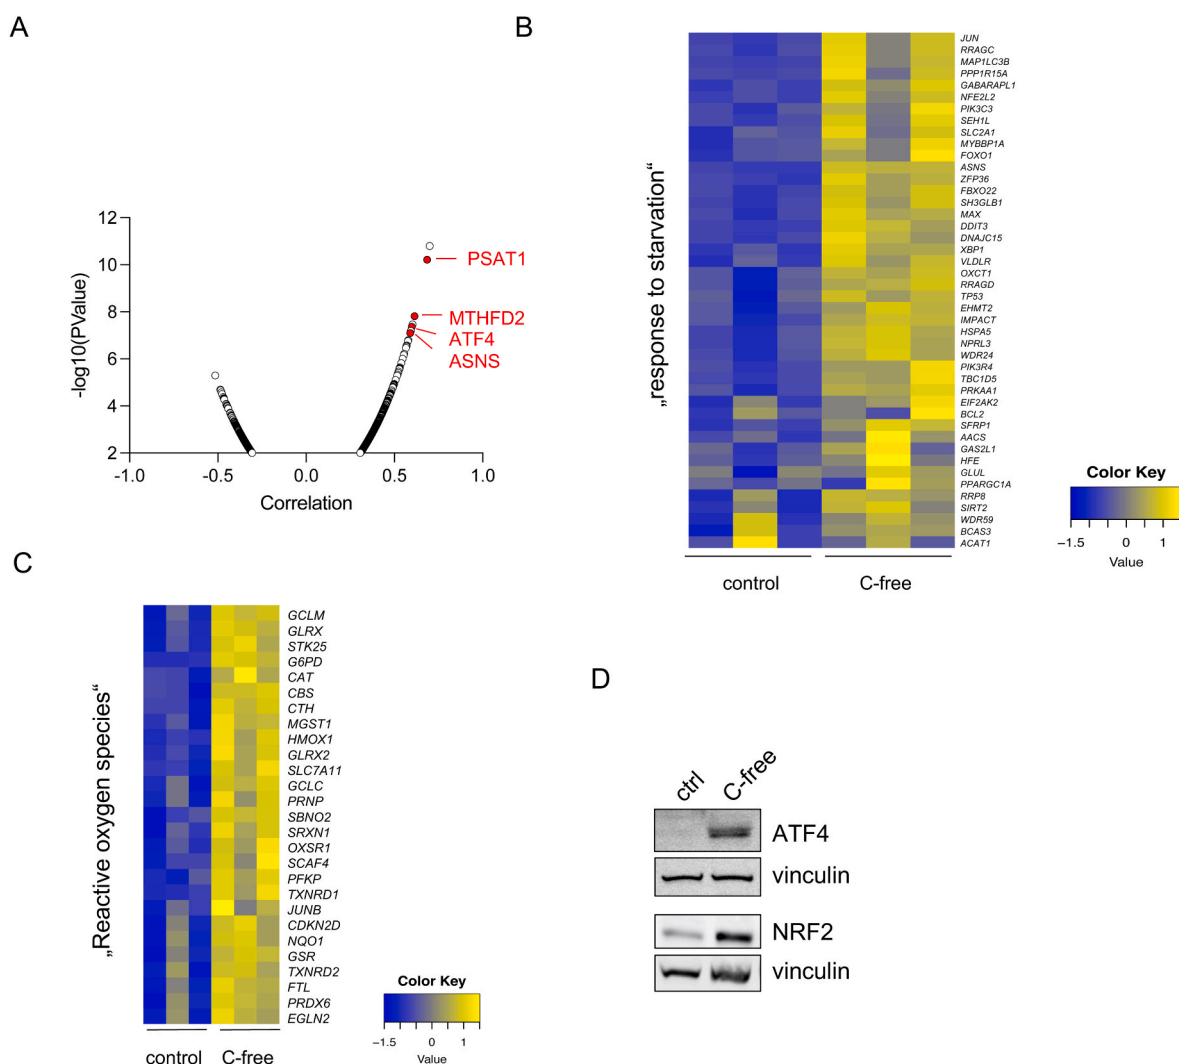 A
12
10
8
6
4
2
-log10(PValue)
-1.0
-0.5
0.0
0.5
1.0
Correlation
PSAT1
MTHFD2
ATF4
ASNS
B
„response to starvation“
JUN
RRAGC
MAP1LC3B
PPP1R15A
GABARAPL1
NFE2L2
PIK3C3
SEH1L
SLC2A1
MYBBP1A
FOXO1
ASNS
ZFP36
FBXO22
SH3GLB1
MAX
DDIT3
DNAJC15
XBP1
VLDLR
OXCT1
RRAGD
TP53
EHMT2
IMPACT
HSPA5
NPRL3
WDR24
PIK3R4
TBC1D5
PRKAA1
EIF2AK2
BCL2
SFRP1
AACS
GAS2L1
HFE
GLUL
PPARGC1A
RRP8
SIRT2
WDR59
BCAS3
ACAT1
control
C-free
Color Key
−1.5 0 1
Value
C
„Reactive oxygen species“
GCLM
GLRX
STK25
G6PD
CAT
CBS
CTH
MGST1
HMOX1
GLRX2
SLC7A11
GCLC
PRNP
SBNO2
SRXN1
OXSR1
SCAF4
PFKP
TXNRD1
JUNB
CDKN2D
NQO1
GSR
TXNRD2
FTL
PRDX6
EGLN2
control
C-free
Color Key
−1.5 0 1
Value
D
ctrl
C-free
ATF4
vinculin
NRF2
vinculin